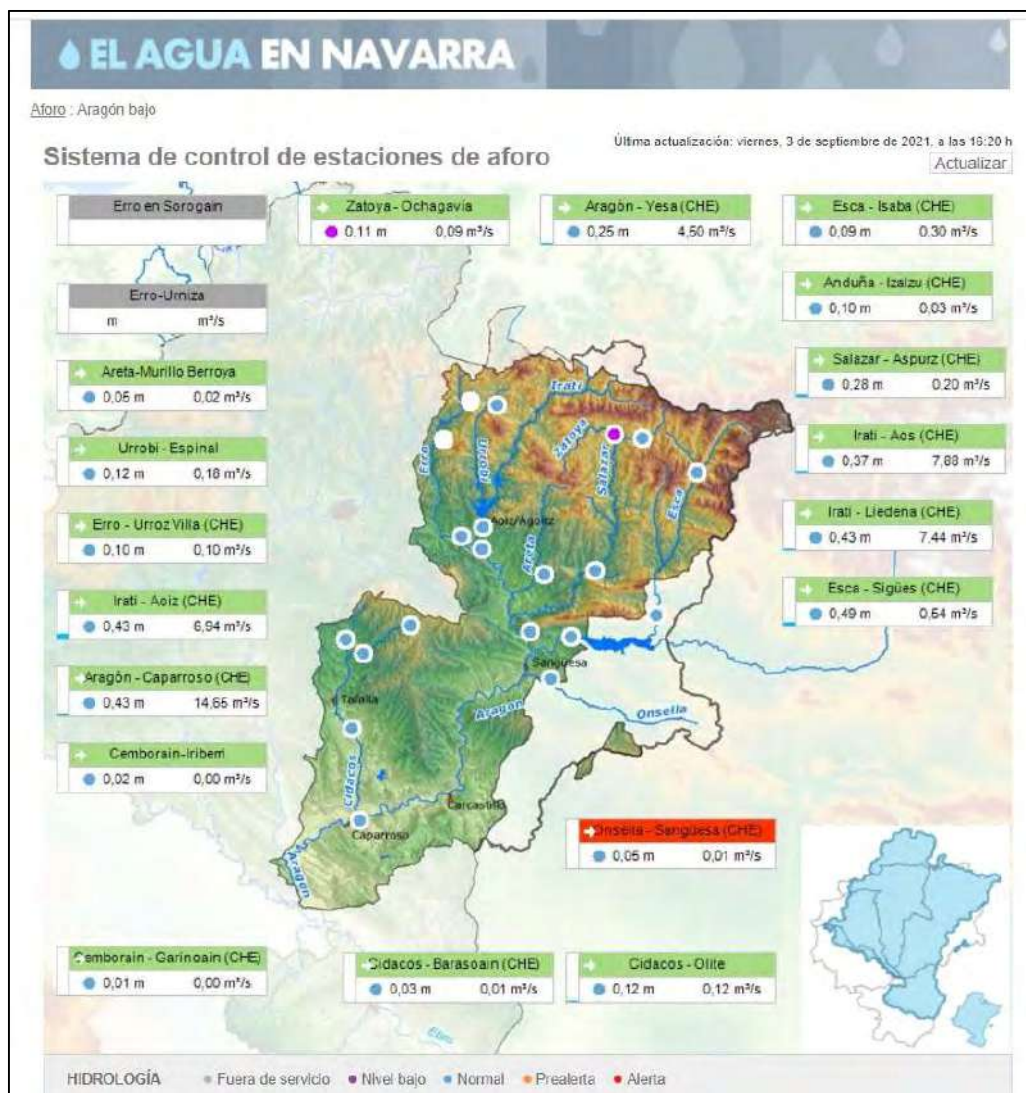 EL AGUA EN NAVARRA
Aforo : Aragón bajo
Última actualización: viernes, 3 de septiembre de 2021, a las 16:20 h
Sistema de control de estaciones de aforo
Actualizar
Erro en Sorogain
Zatoya - Ochagavía
0.11 m 0,09 m³/s
Aragón - Yesa (CHE)
0,25 m 4,50 m³/s
Esca - Isaba (CHE)
0,09 m 0.30 m³/s
Erro-Urniza
m m³/s
Anduña - Izalzu (CHE)
0,10 m 0,03 m³/s
Areta-Murillo Berroya
0,05 m 0,02 m³/s
Salazar - Aspurz (CHE)
0,28 m 0,20 m³/s
Urrobi - Espinal
0,12 m 0,18 m³/s
Irati - Aos (CHE)
0,37 m 7,88 m³/s
Erro - Urroz Villa (CHE)
0,10 m 0,10 m³/s
Irati - Liedena (CHE)
0,43 m 7,44 m³/s
Irati - Aoiz (CHE)
0,43 m 6,94 m³/s
Esca - Sigües (CHE)
0,49 m 0,64 m³/s
Aragón - Caparroso (CHE)
0,43 m 14,65 m³/s
Cemborain-Iriberri
0,02 m 0,00 m³/s
Irati
Erro
Zatoya
Salazar
Esca
Aoiz/Agoitz
Areta
Sangüesa
Tafalla
Aragón
Onsella
Cidacos
Carcastillo
Caparroso
Aragón
Onsella - Sangüesa (CHE)
0,05 m 0,01 m³/s
Cemborain - Garinoain (CHE)
0,01 m 0,00 m³/s
Cidacos - Barasoain (CHE)
0,03 m 0,01 m³/s
Cidacos - Olite
0,12 m 0,12 m³/s
Ebro
HIDROLOGÍA Fuera de servicio Nivel bajo Normal Prealerta Alerta